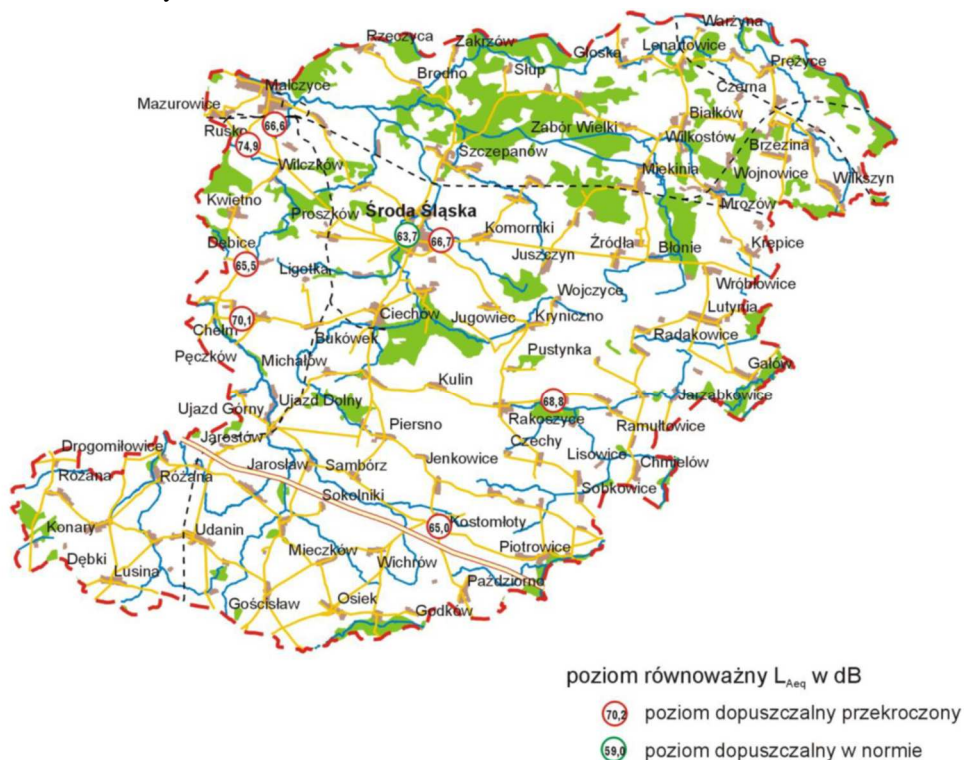 Warzyna
Rzęczyca
Zakrzów
Lenartowice
Głoska
Prężyce
Brodno
Słup
Malczyce
Czerna
Mazurowice
Białków
66,6
Zabór Wielki
Rusko
Wilkostów
74,9
Brzezina
Szczepanów
Wilczków
Miękinia
Wojnowice
Wilkszyn
Kwietno
Mrozów
Proszków
Środa Śląska
Komorniki
63,7
66,7
Dębice
Źródła
Błonie
Krępice
Juszczyn
65,5
Ligotka
Wróblowice
Wojczyce
Lutynia
Ciechów
70,1
Jugowiec
Kryniczno
Chełm
Bukówek
Radakowice
Pęczków
Michałów
Pustynka
Gałów
Kulin
Ujazd Dolny
68,8
Jarząbkowice
Ujazd Górny
Rakoszyce
Piersno
Ramułtowice
Jarostów
Czechy
Drogomiłowice
Lisowice
Jenkowice
Chmielów
Jarosław
Sambórz
Różana
Różana
Sobkowice
Sokolniki
Konary
65,0
Kostomłoty
Udanin
Mieczków
Piotrowice
Dębki
Wichrów
Lusina
Paździorno
Osiek
Gościsław
Godków
poziom równoważny LAeq w dB
70,2 poziom dopuszczalny przekroczony
59,0 poziom dopuszczalny w normie